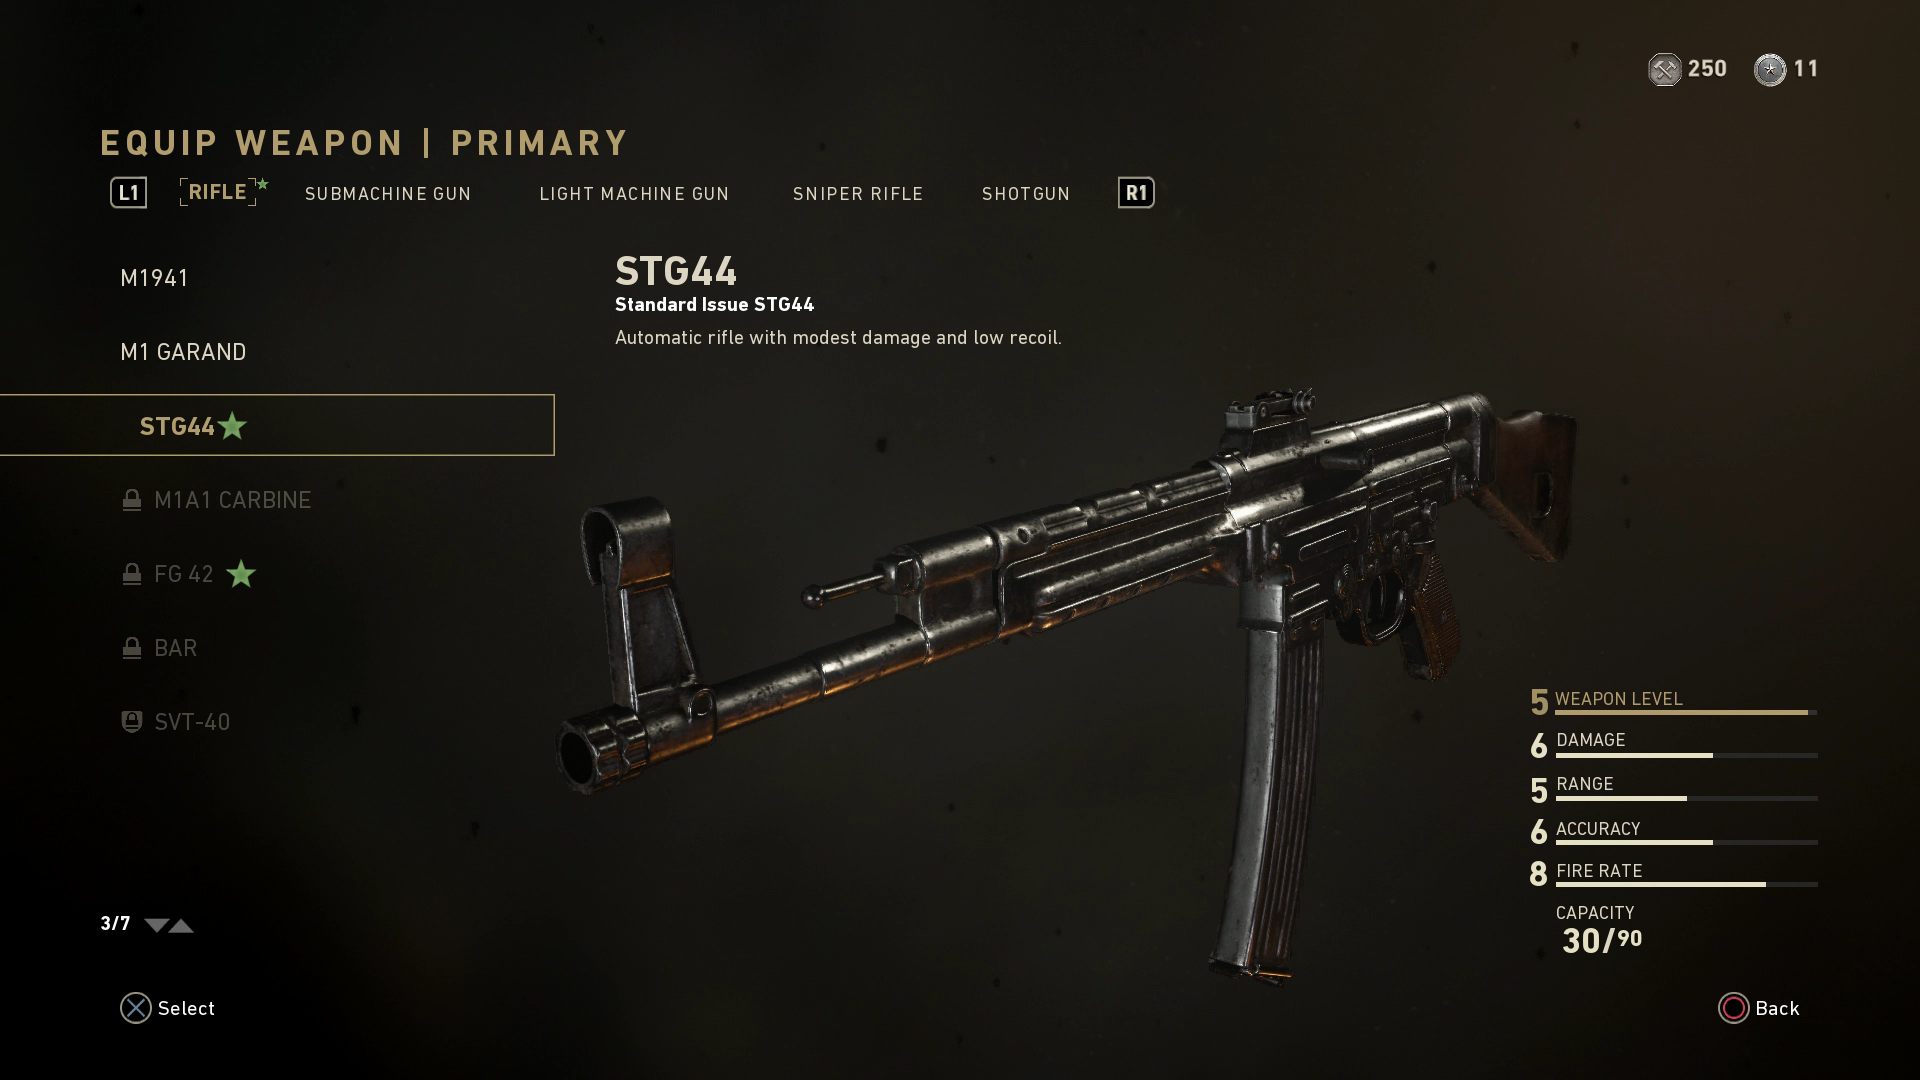 250 11
EQUIP WEAPON | PRIMARY
L1 RIFLE SUBMACHINE GUN LIGHT MACHINE GUN SNIPER RIFLE SHOTGUN R1
M1941
M1 GARAND
STG44
M1A1 CARBINE
FG 42
BAR
SVT-40
3/7
STG44
Standard Issue STG44
Automatic rifle with modest damage and low recoil.
5 WEAPON LEVEL
6 DAMAGE
5 RANGE
6 ACCURACY
8 FIRE RATE
CAPACITY
30/90
Select
Back